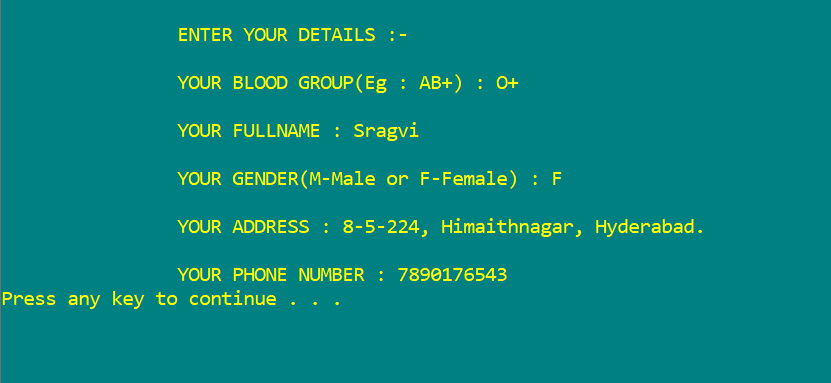 ENTER YOUR DETAILS :-
YOUR BLOOD GROUP(Eg : AB+) : O+
YOUR FULLNAME : Sragvi
YOUR GENDER(M-Male or F-Female) : F
YOUR ADDRESS : 8-5-224, Himaithnagar, Hyderabad.
YOUR PHONE NUMBER : 7890176543
Press any key to continue . . .